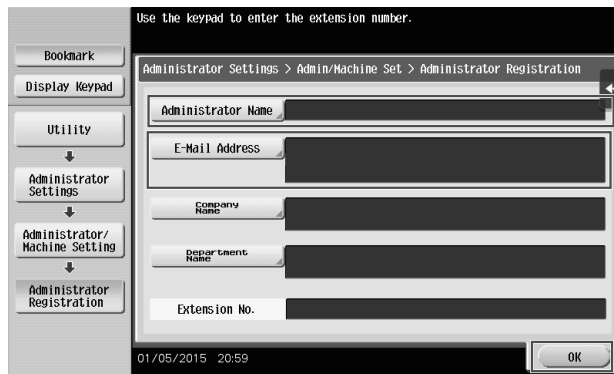 Use the keypad to enter the extension number.
Bookmark
Display Keypad
Utility
Administrator
Settings
Administrator/
Machine Setting
Administrator
Registration
Administrator Settings > Admin/Machine Set > Administrator Registration
Administrator Name
E-Mail Address
Company
Name
Department
Name
Extension No.
01/05/2015 20:59
OK